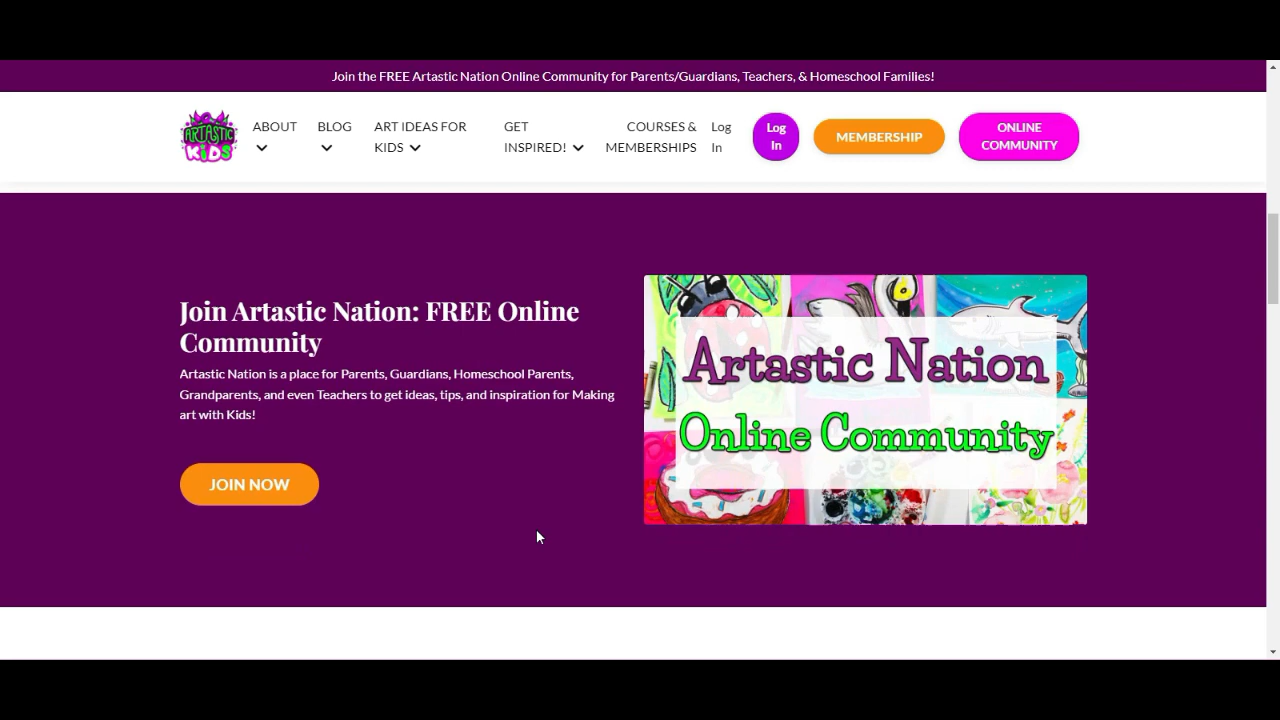 Join the FREE Artastic Nation Online Community for Parents/Guardians, Teachers, & Homeschool Families!
ARTASTIC
KiDS
ABOUT
BLOG
ART IDEAS FOR
KIDS
GET
INSPIRED!
COURSES &
MEMBERSHIPS
Log
In
Log
In
MEMBERSHIP
ONLINE
COMMUNITY
Join Artastic Nation: FREE Online
Community
Artastic Nation is a place for Parents, Guardians, Homeschool Parents,
Grandparents, and even Teachers to get ideas, tips, and inspiration for Making
art with Kids!
JOIN NOW
Artastic Nation
Online Community